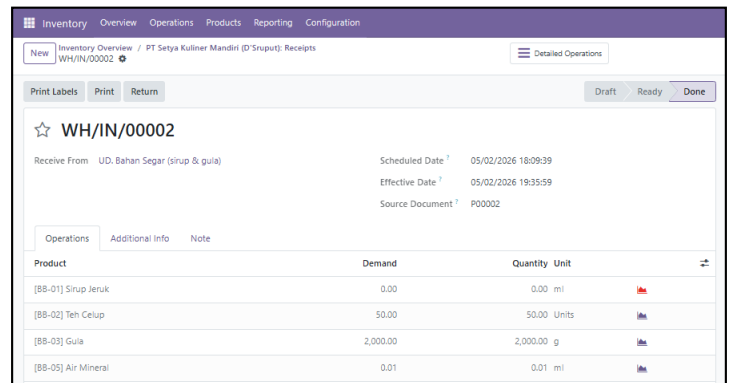 Inventory Overview Operations Products Reporting Configuration
New Inventory Overview / PT Setya Kuliner Mandiri (D'Sruput): Receipts
WH/IN/00002
Detailed Operations
Print Labels Print Return Draft Ready Done
WH/IN/00002
Receive From UD. Bahan Segar (sirup & gula) Scheduled Date ? 05/02/2026 18:09:39
Effective Date ? 05/02/2026 19:35:59
Source Document ? P00002
Operations Additional Info Note
Product Demand Quantity Unit
[BB-01] Sirup Jeruk 0.00 0.00 ml
[BB-02] Teh Celup 50.00 50.00 Units
[BB-03] Gula 2,000.00 2,000.00 g
[BB-05] Air Mineral 0.01 0.01 ml